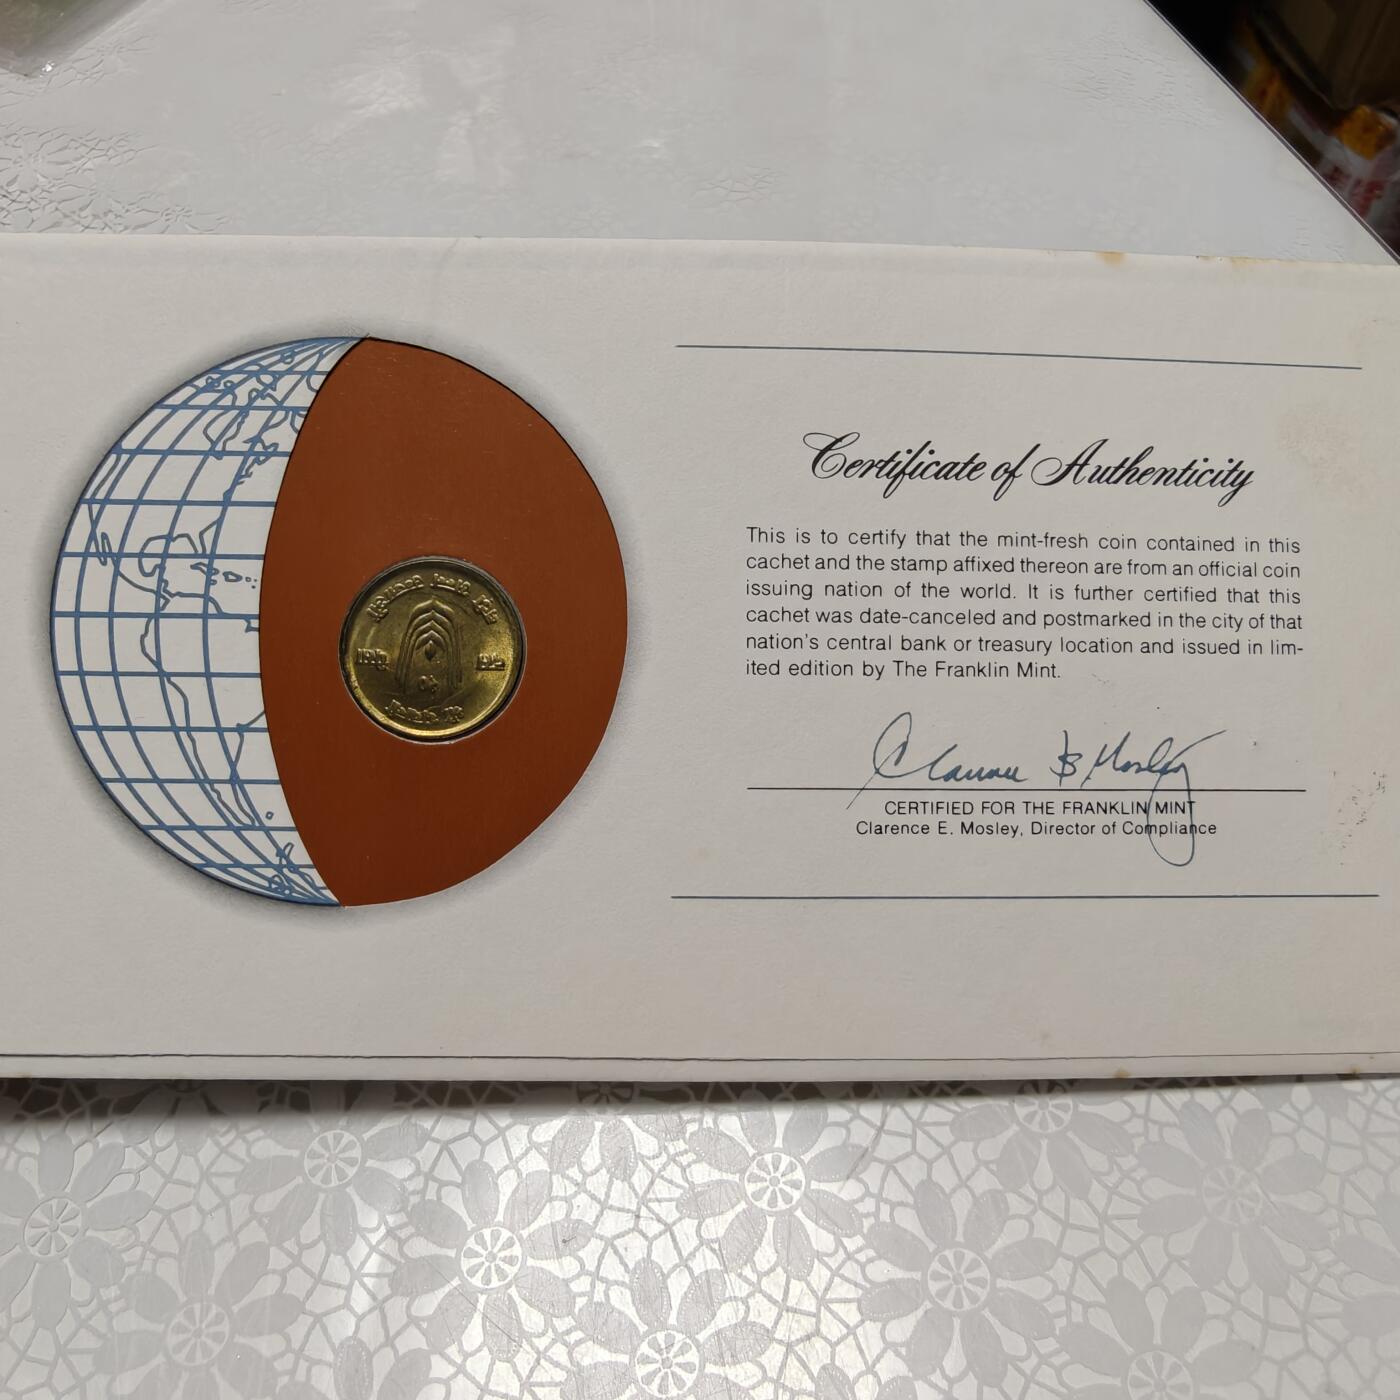 Certificate of Authenticity
This is to certify that the mint-fresh coin contained in this
cachet and the stamp affixed thereon are from an official coin
issuing nation of the world. It is further certified that this
cachet was date-canceled and postmarked in the city of that
nation's central bank or treasury location and issued in lim-
ited edition by The Franklin Mint.
CERTIFIED FOR THE FRANKLIN MINT
Clarence E. Mosley, Director of Compliance